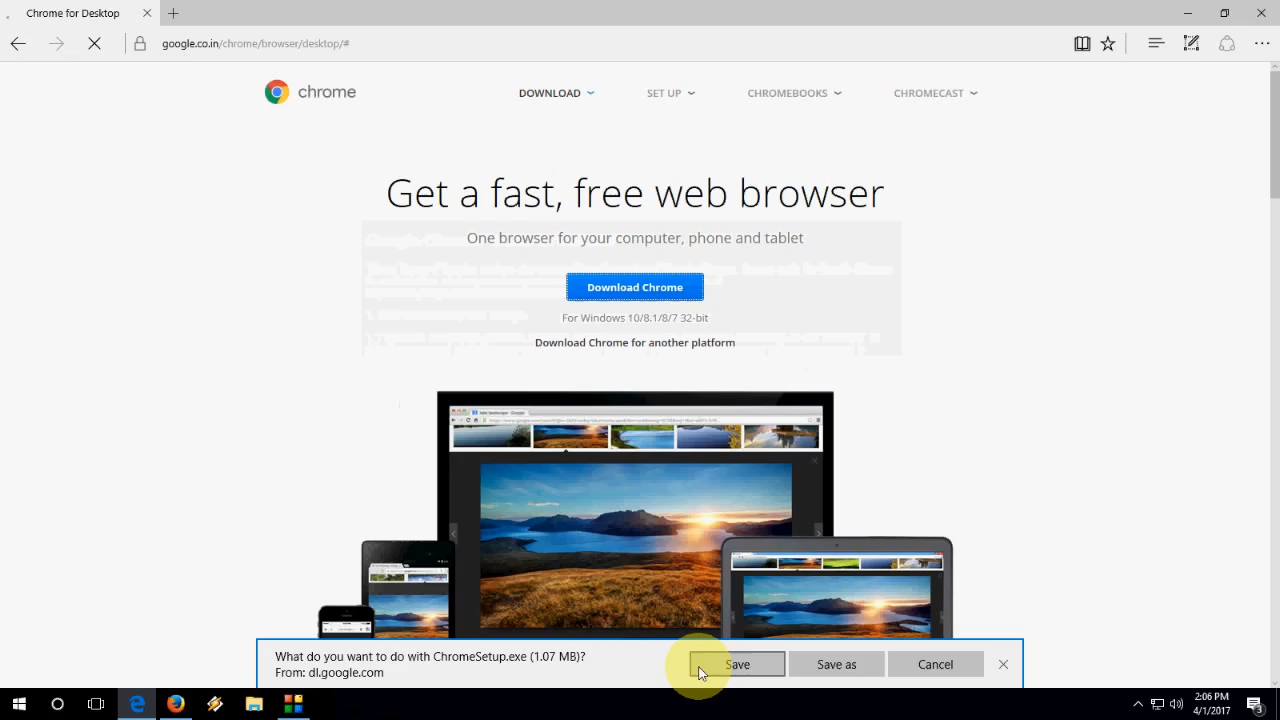 Chrome for Desktop
google.co.in/chrome/browser/desktop/#
chrome
DOWNLOAD
SET UP
CHROMEBOOKS
CHROMECAST
Get a fast, free web browser
One browser for your computer, phone and tablet
Download Chrome
For Windows 10/8.1/8/7 32-bit
Download Chrome for another platform
What do you want to do with ChromeSetup.exe (1.07 MB)?
From: dl.google.com
Save
Save as
Cancel
2:06 PM
4/1/2017
3